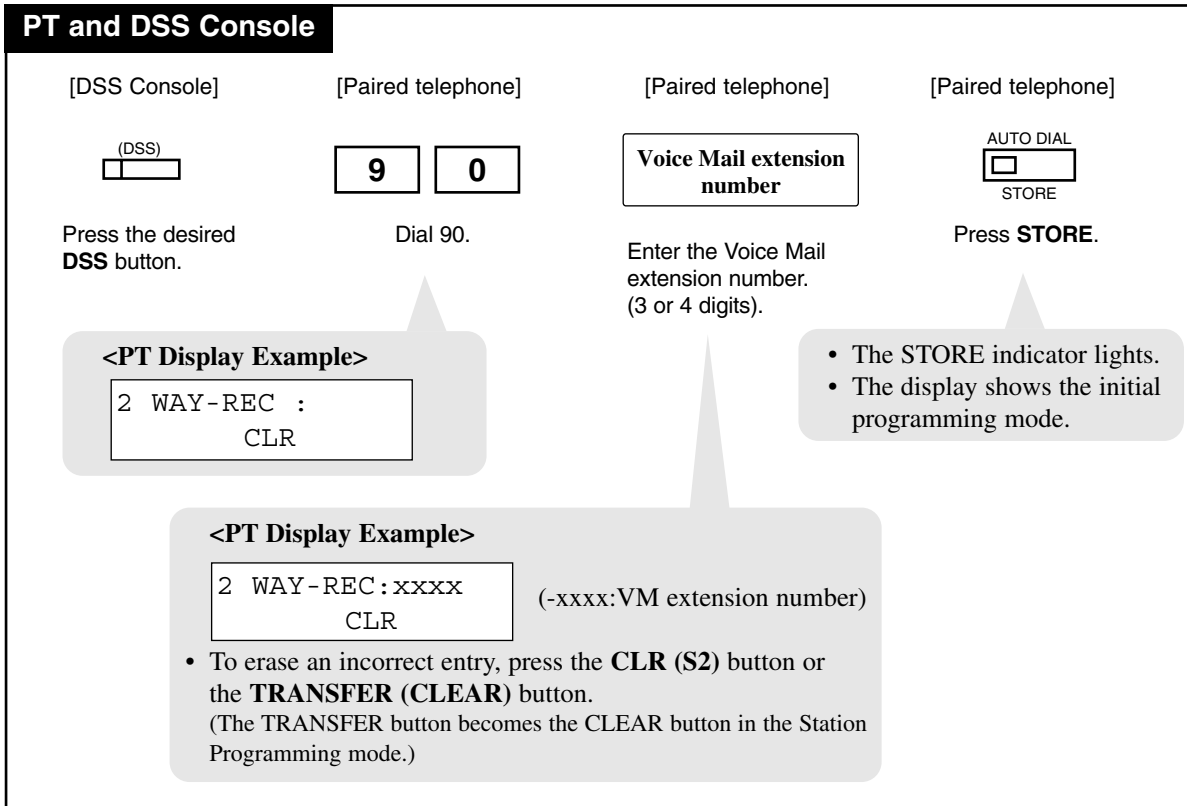 PT and DSS Console
[DSS Console]
[Paired telephone]
[Paired telephone]
[Paired telephone]
(DSS)
9 0
Voice Mail extension
number
AUTO DIAL
STORE
Press the desired
DSS button.
Dial 90.
Enter the Voice Mail
extension number.
(3 or 4 digits).
Press STORE.
<PT Display Example>
2 WAY-REC :
CLR
• The STORE indicator lights.
• The display shows the initial
programming mode.
<PT Display Example>
2 WAY-REC:xxxx
CLR
(-xxxx:VM extension number)
• To erase an incorrect entry, press the CLR (S2) button or
the TRANSFER (CLEAR) button.
(The TRANSFER button becomes the CLEAR button in the Station
Programming mode.)